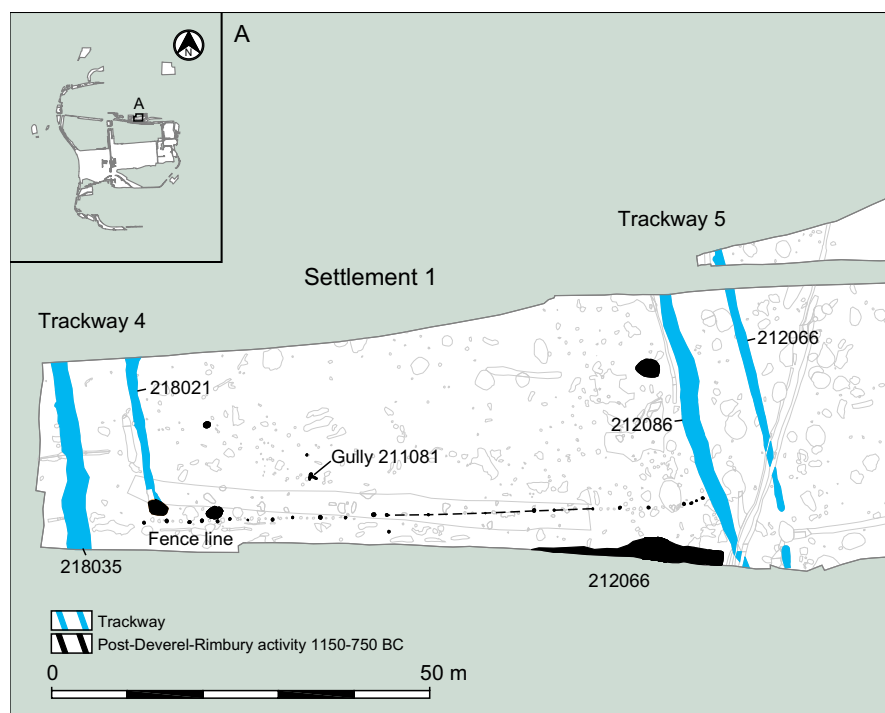 A
N
A
Trackway 5
Settlement 1
Trackway 4
212066
218021
212086
Gully 211081
Fence line
218035
212066
Trackway
Post-Deverel-Rimbury activity 1150-750 BC
0 50 m